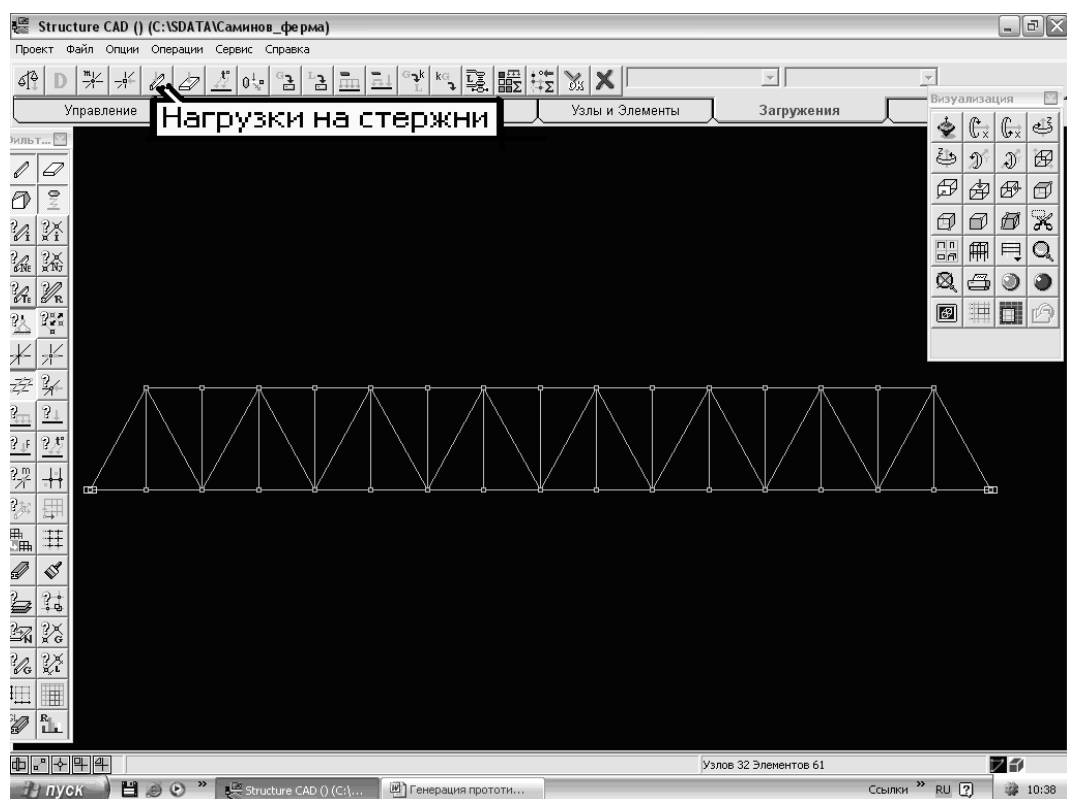 Structure CAD () (C:\SDATA\Саминов_ферма)
Проект Файл Опции Операции Сервис Справка
Управление
Узлы и Элементы
Загружения
Нагрузки на стержни
Визуализация
Узлов 32 Элементов 61
пуск
Structure CAD () (C:\...
Генерация прототи...
Ссылки
RU
10:38